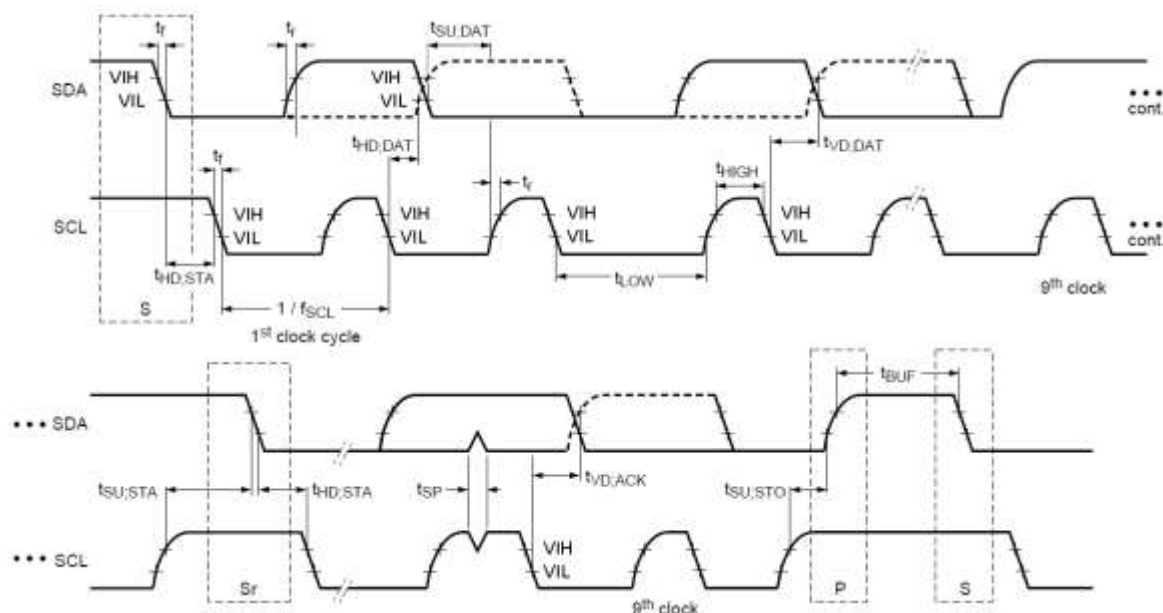 tf
tr
tSU;DAT
SDA
VIH
VIL
VIH
VIL
cont.
tHD;DAT
tVD;DAT
tf
tr
tHIGH
SCL
VIH
VIL
VIH
VIL
VIH
VIL
VIH
VIL
cont.
tHD;STA
tLOW
S
1 / fSCL
9th clock
1st clock cycle
tBUF
••• SDA
tSU;STA
tHD;STA
tSP
tVD;ACK
tSU;STO
••• SCL
VIH
VIL
Sr
9th clock
P
S